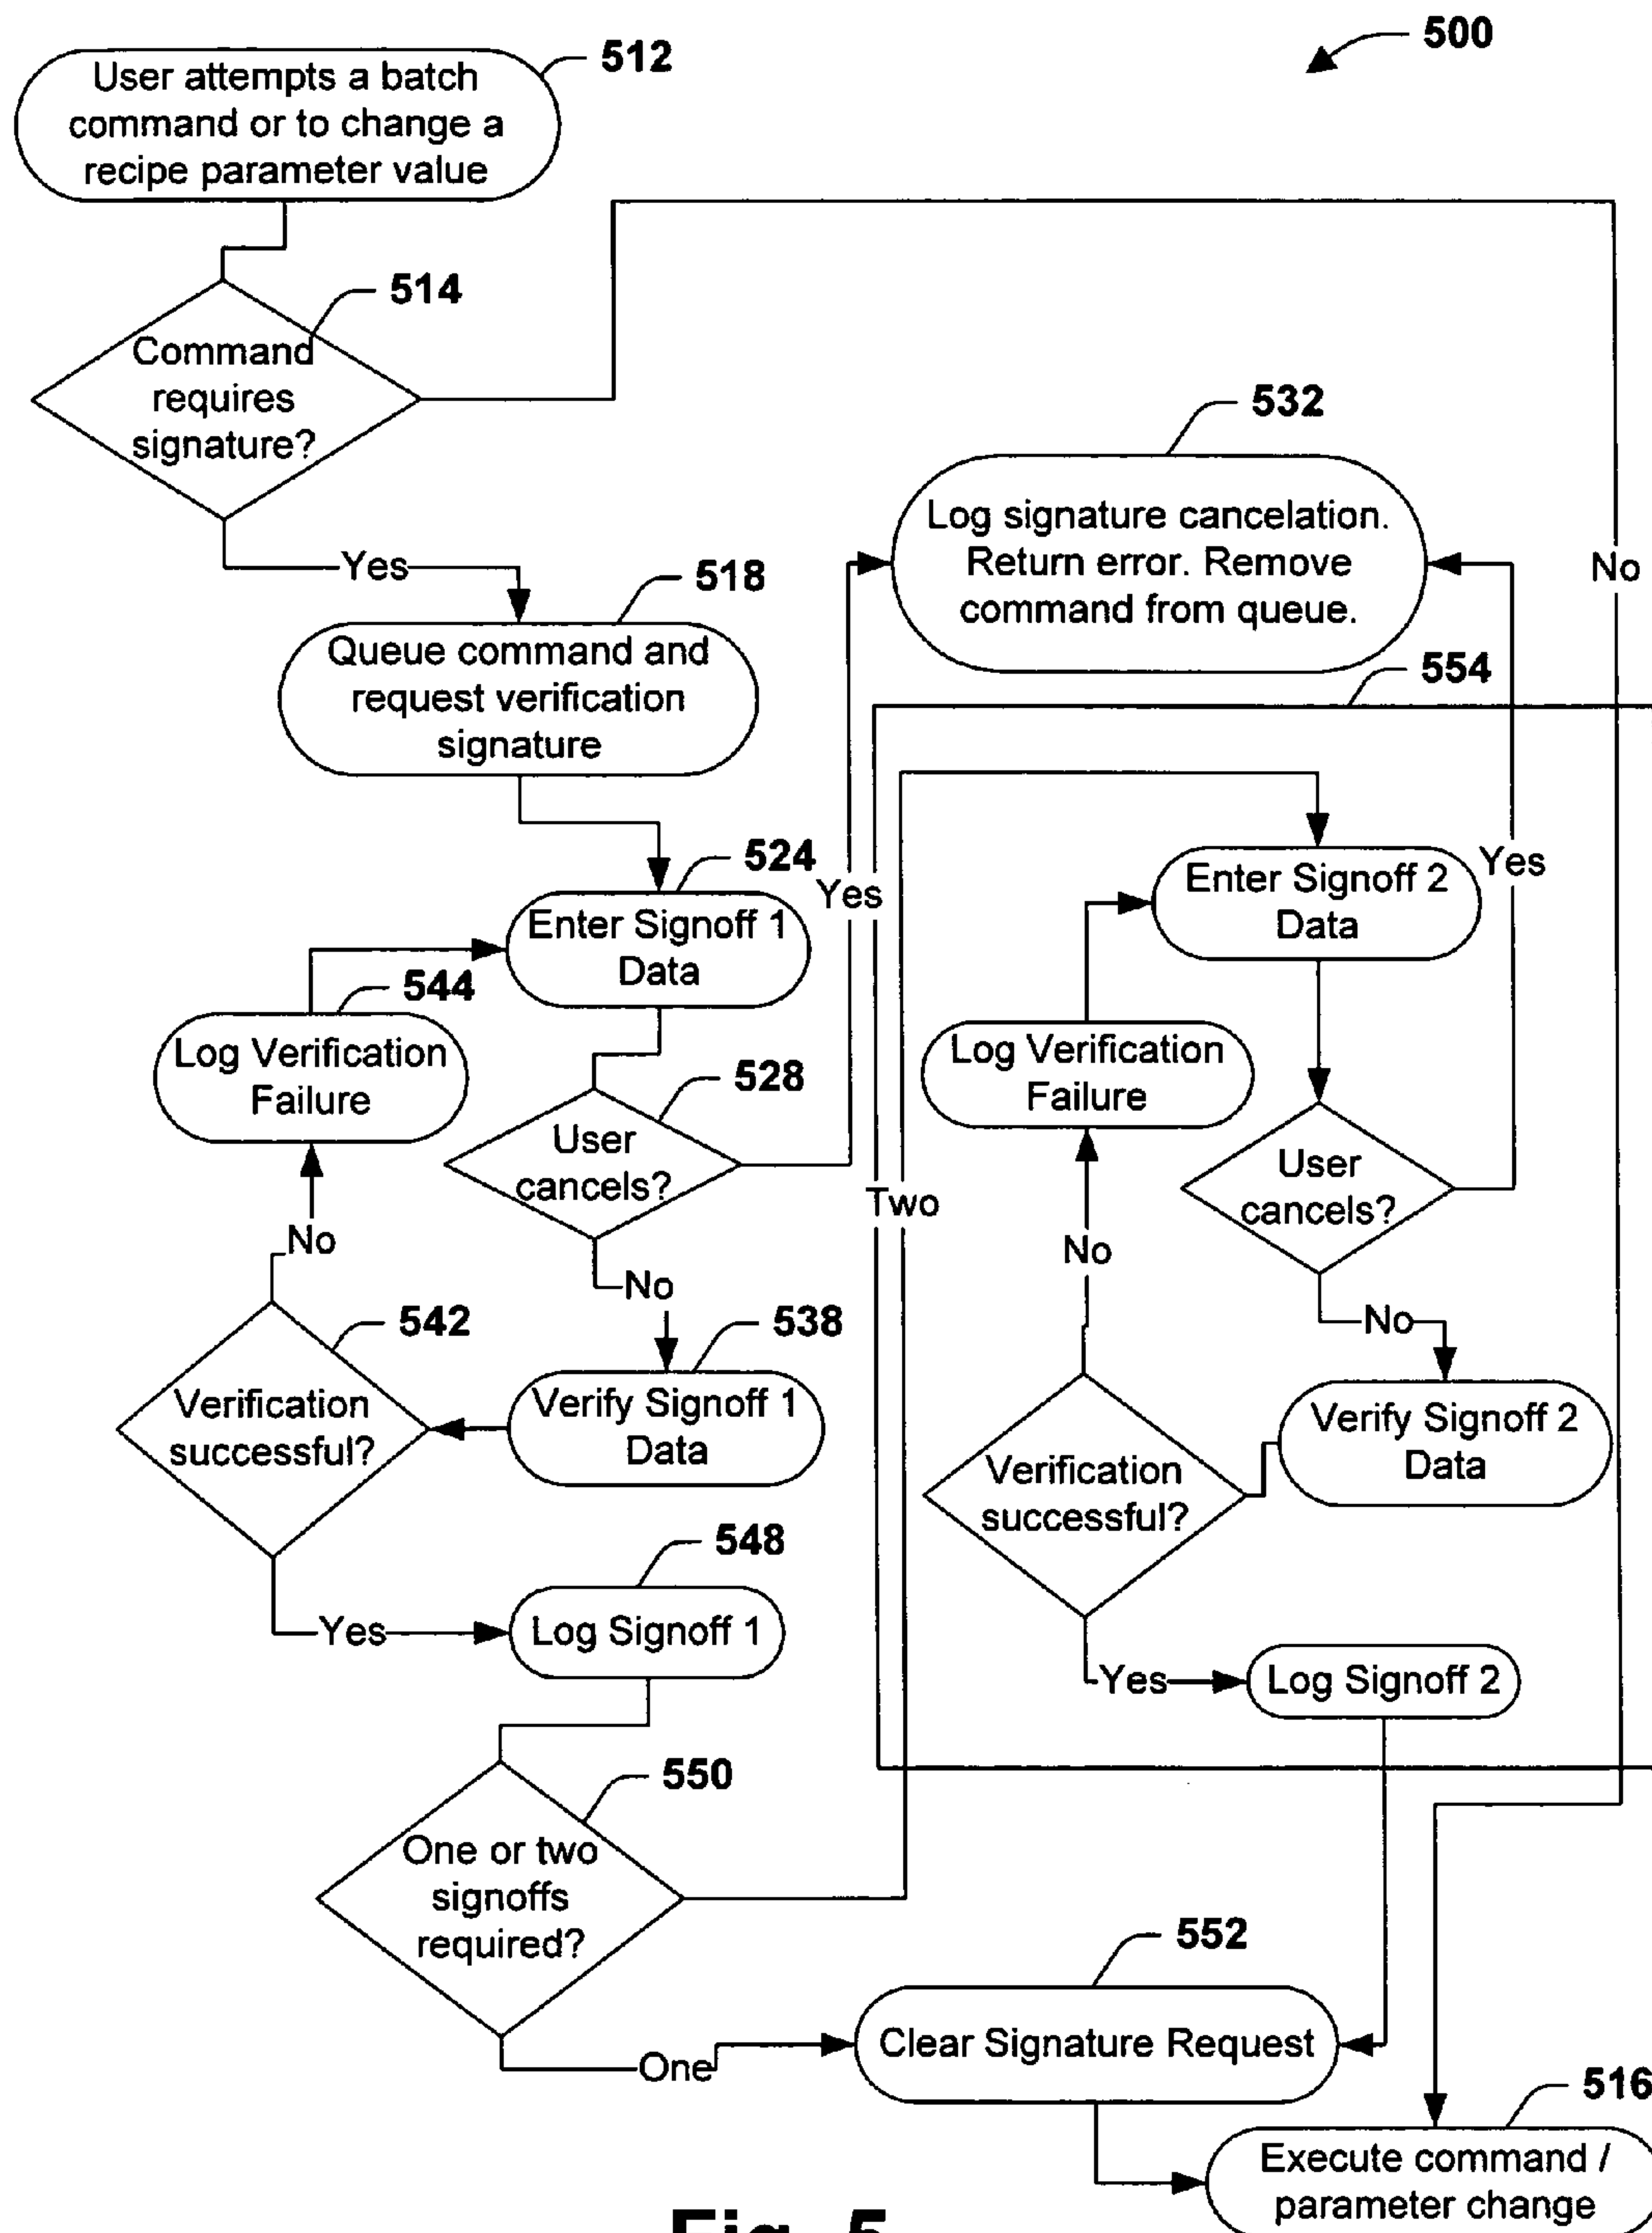 500
512
User attempts a batch
command or to change a
recipe parameter value
514
Command
requires
signature?
532
Log signature cancelation.
Return error. Remove
command from queue.
No
Yes
518
Queue command and
request verification
signature
554
524
Enter Signoff 1
Data
Yes
Enter Signoff 2
Data
Yes
544
Log Verification
Failure
528
User
cancels?
Log Verification
Failure
User
cancels?
Two
No
No
No
No
542
Verification
successful?
538
Verify Signoff 1
Data
Verify Signoff 2
Data
Verification
successful?
548
Yes
Log Signoff 1
Yes
Log Signoff 2
550
One or two
signoffs
required?
552
Clear Signature Request
One
516
Execute command /
parameter change
Fig. 5